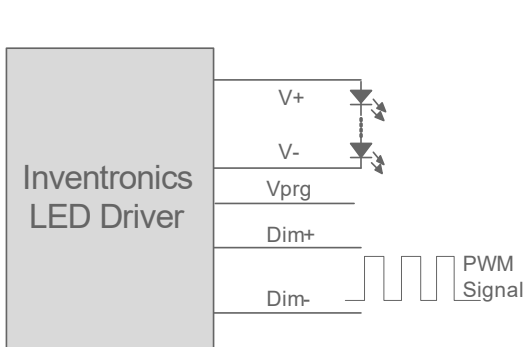 Inventronics
LED Driver
V+
V-
Vprg
Dim+
Dim-
PWM
Signal